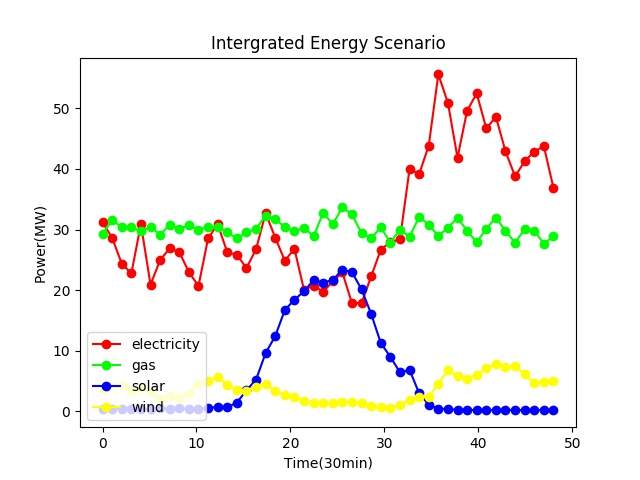 Intergrated Energy Scenario
Power(MW)
50
40
30
20
10
0
electricity
gas
solar
wind
0 10 20 30 40 50
Time(30min)